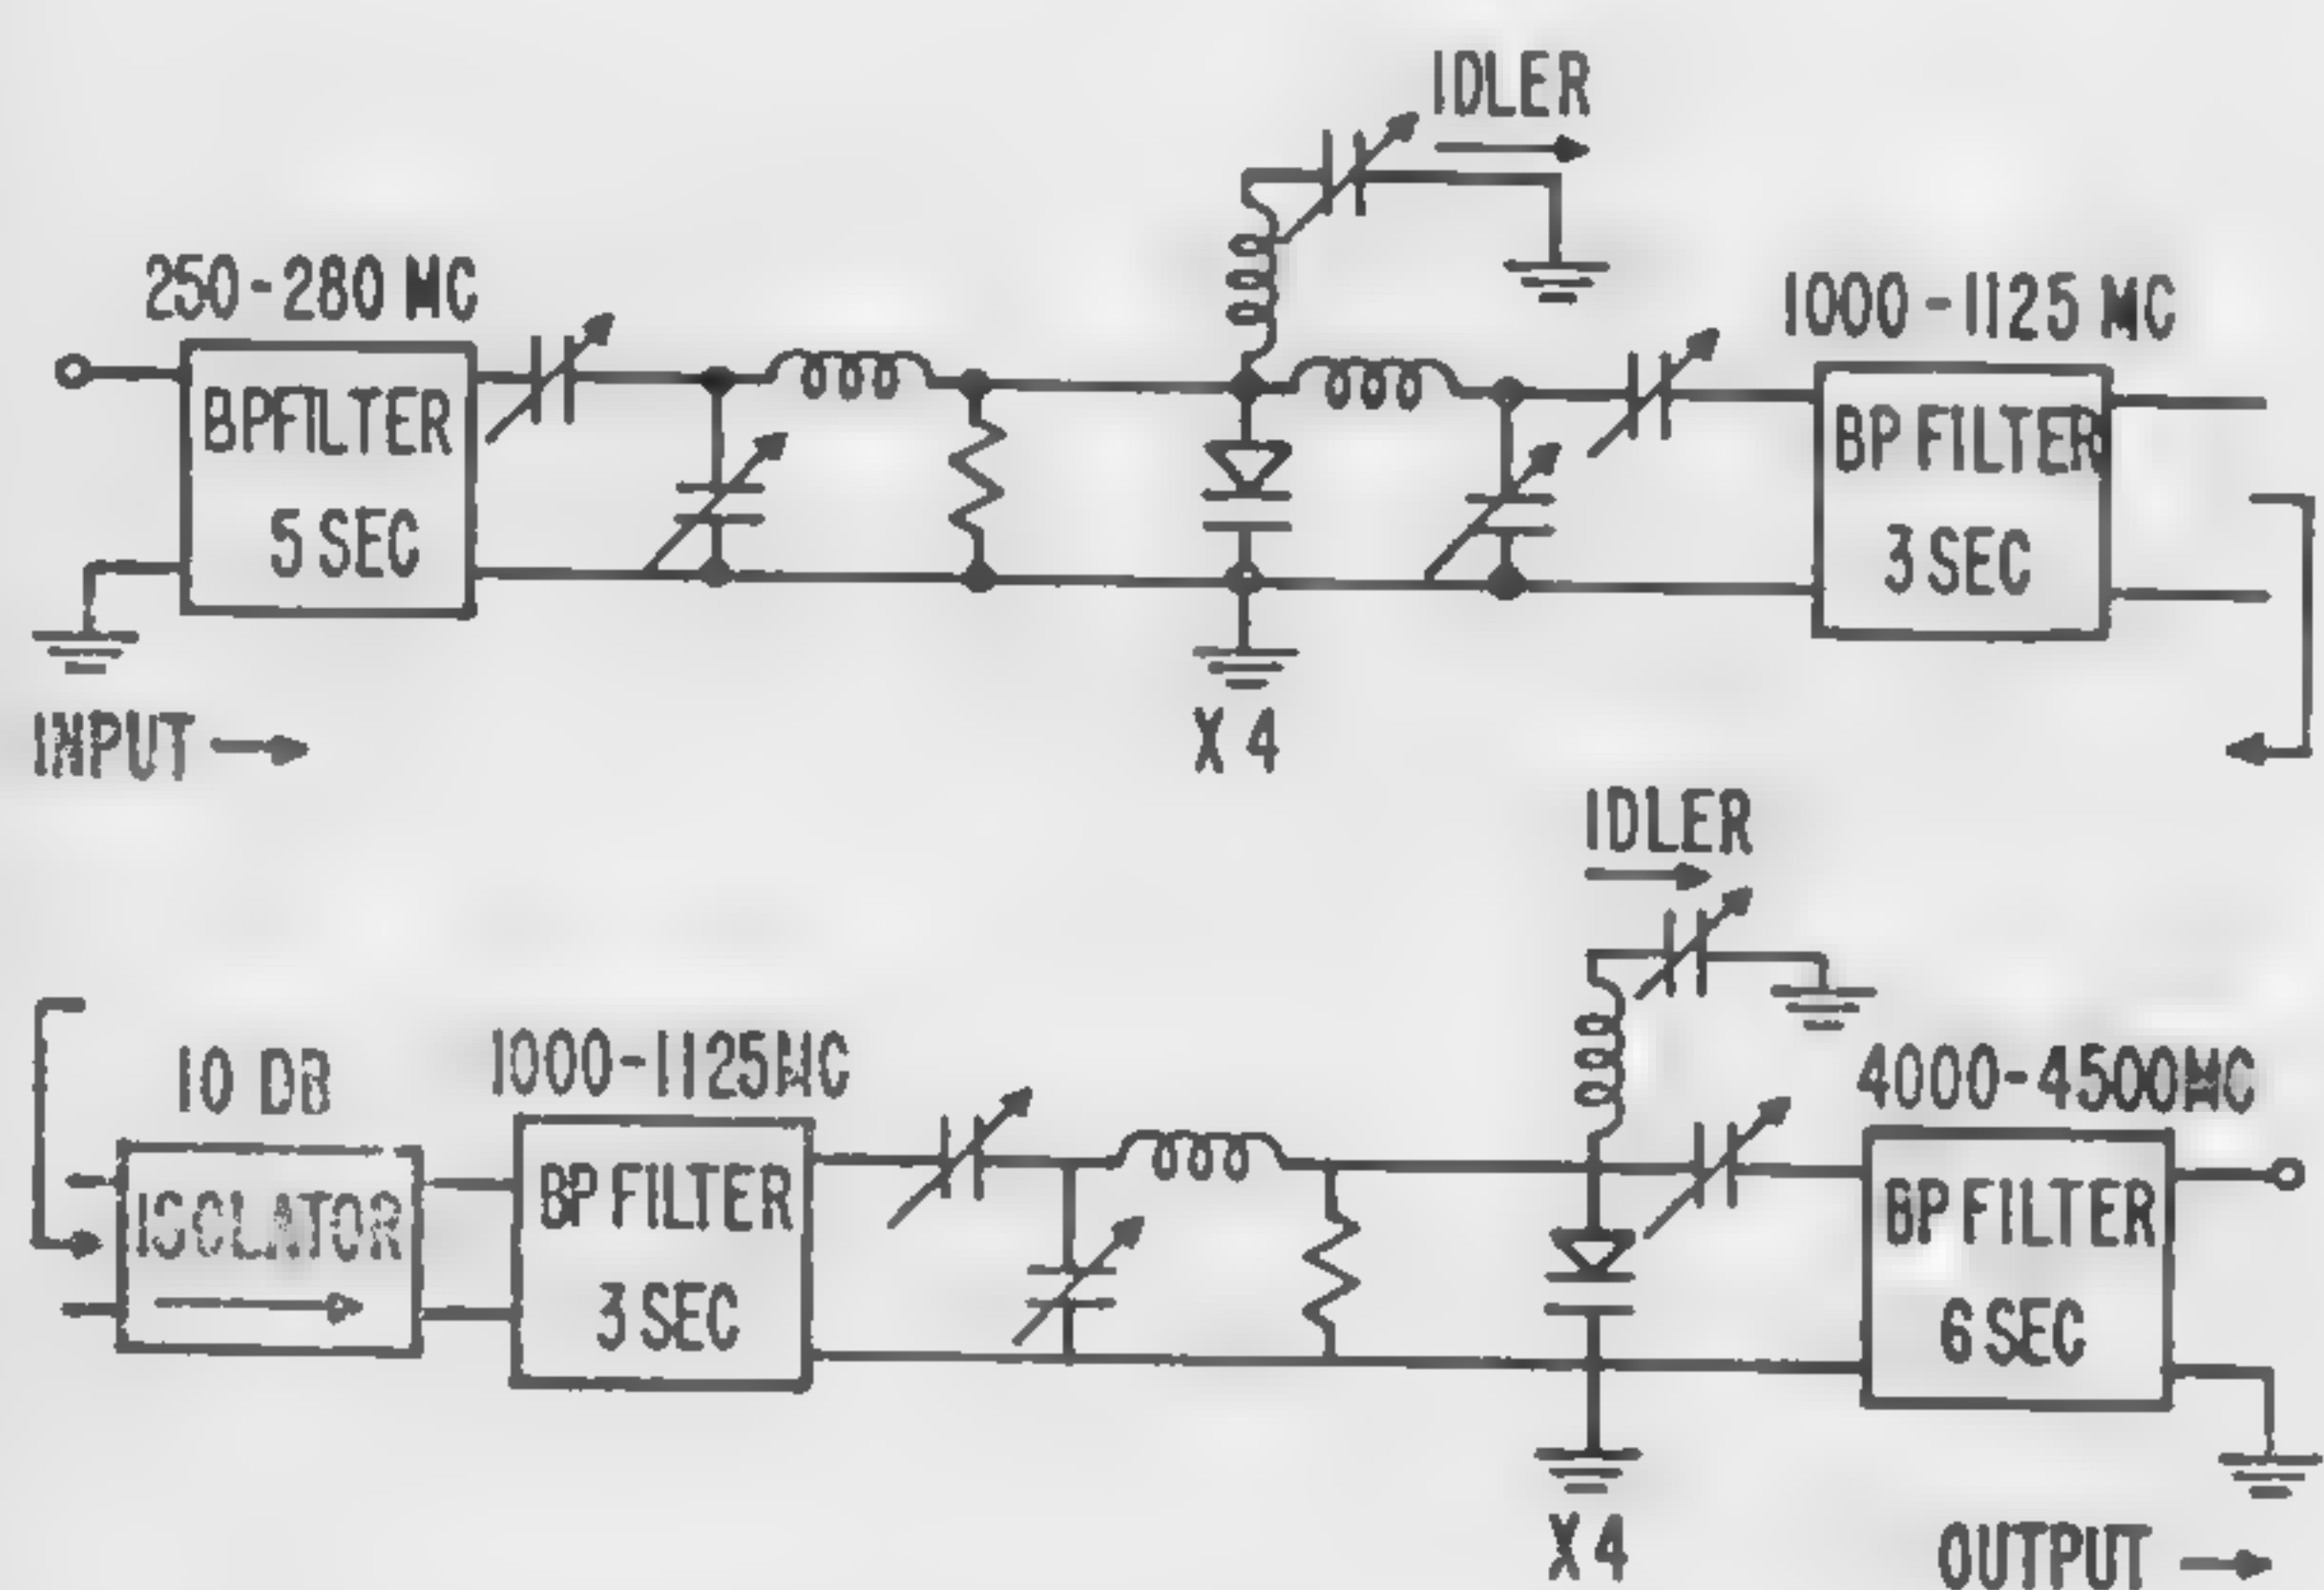 IDLER
250-280 MC
1000-1125 MC
BPFILTER
5 SEC
BP FILTER
3 SEC
INPUT
X 4
IDLER
10 DB
1000-1125MC
4000-4500MC
ISOLATOR
BP FILTER
3 SEC
BP FILTER
6 SEC
X 4
OUTPUT